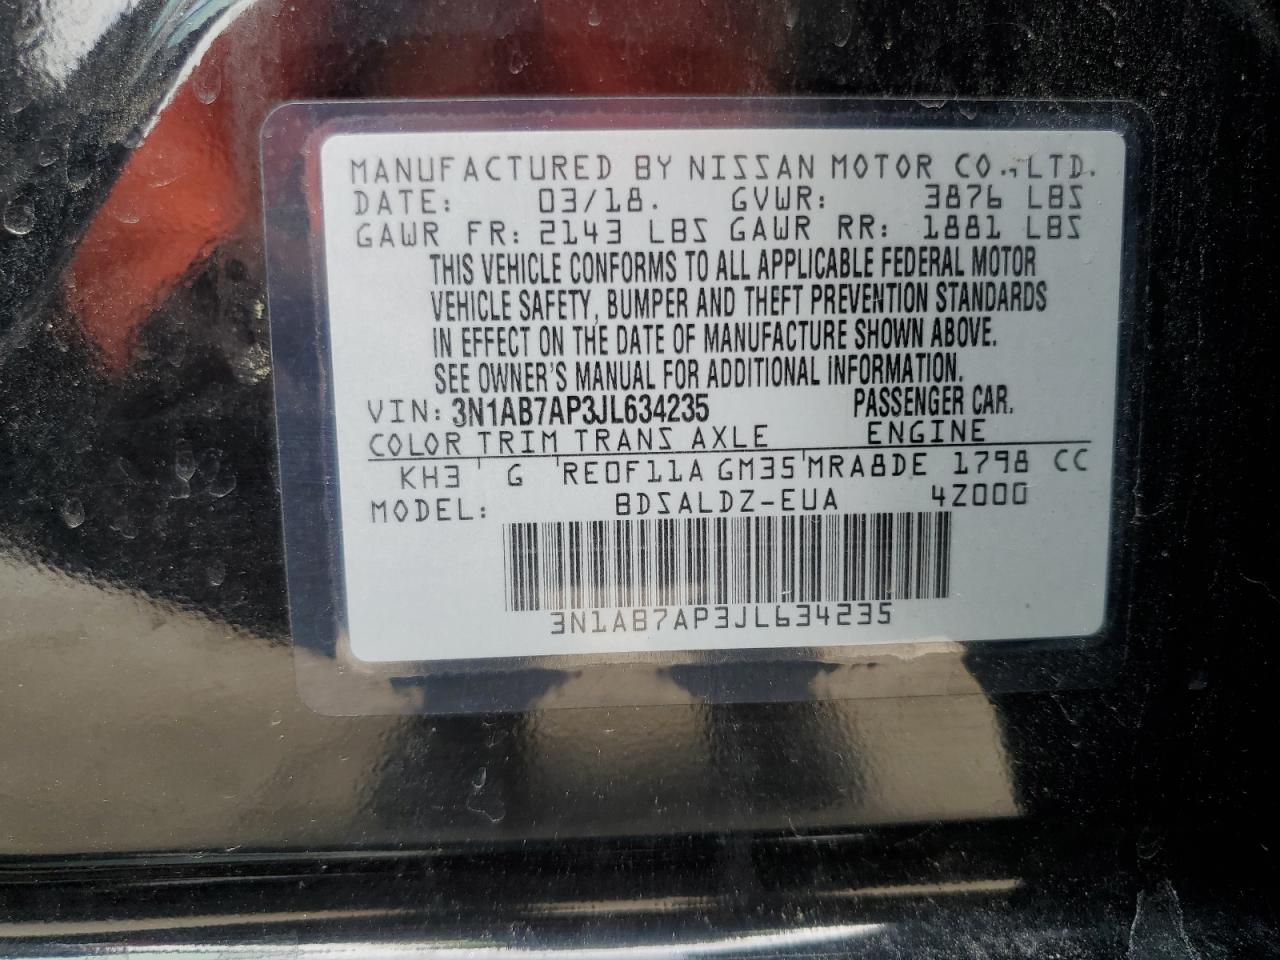 MANUFACTURED BY NISSAN MOTOR CO., LTD.
DATE: 03/18. GVWR: 3876 LBS
GAWR FR: 2143 LBS GAWR RR: 1881 LBS
THIS VEHICLE CONFORMS TO ALL APPLICABLE FEDERAL MOTOR
VEHICLE SAFETY, BUMPER AND THEFT PREVENTION STANDARDS
IN EFFECT ON THE DATE OF MANUFACTURE SHOWN ABOVE.
SEE OWNER'S MANUAL FOR ADDITIONAL INFORMATION.
VIN: 3N1AB7AP3JL634235 PASSENGER CAR.
COLOR TRIM TRANS AXLE ENGINE
KH3 G RE0F11A GM35 MRA8DE 1798 CC
MODEL: BDSALDZ-EUA 4Z000
3N1AB7AP3JL634235